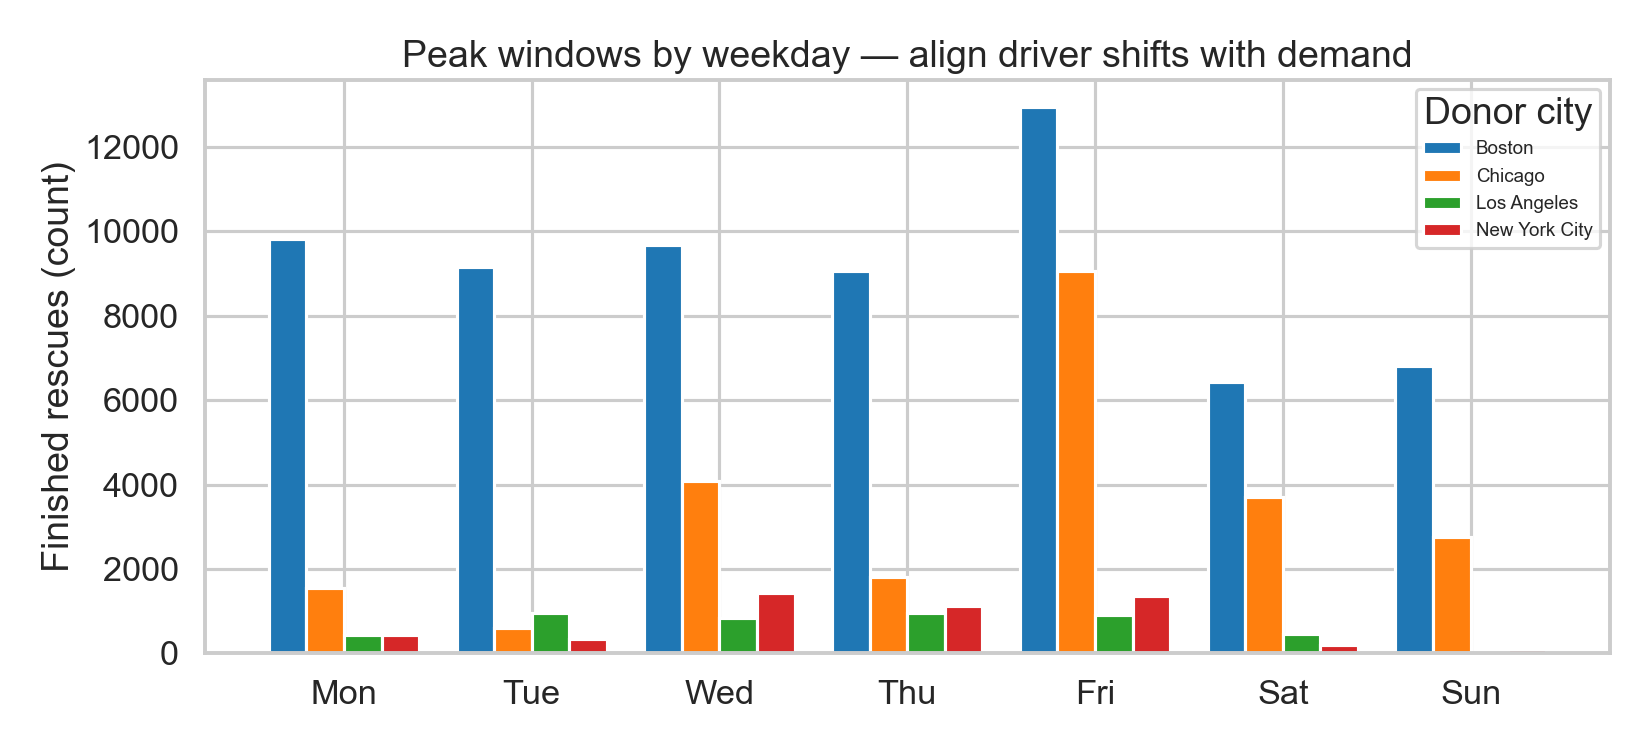 Peak windows by weekday — align driver shifts with demand
Finished rescues (count)
12000
10000
8000
6000
4000
2000
0
Mon Tue Wed Thu Fri Sat Sun
Donor city
Boston
Chicago
Los Angeles
New York City